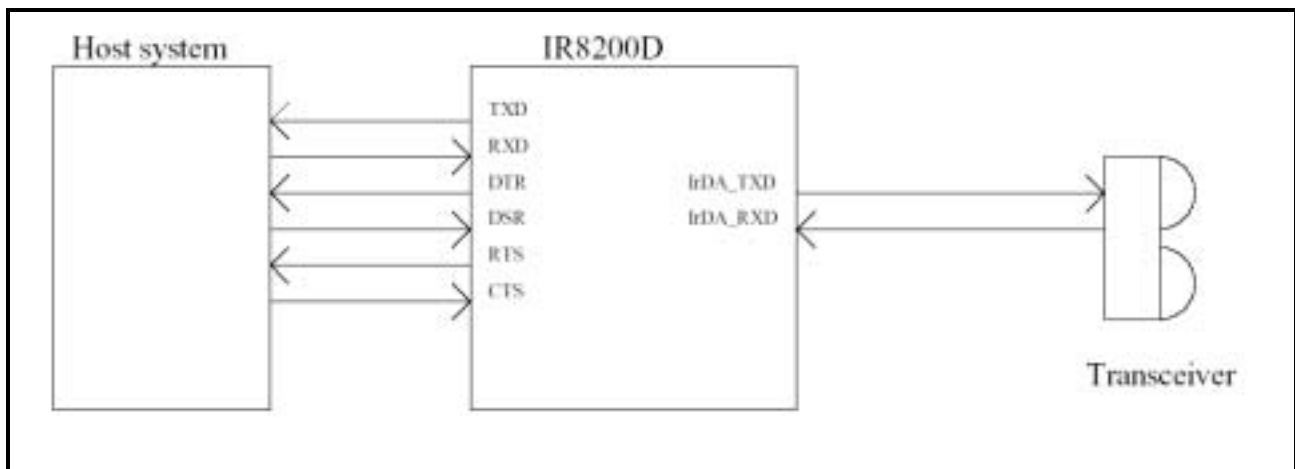 Host system
IR8200D
TXD
RXD
DTR
DSR
RTS
CTS
IrDA_TXD
IrDA_RXD
Transceiver